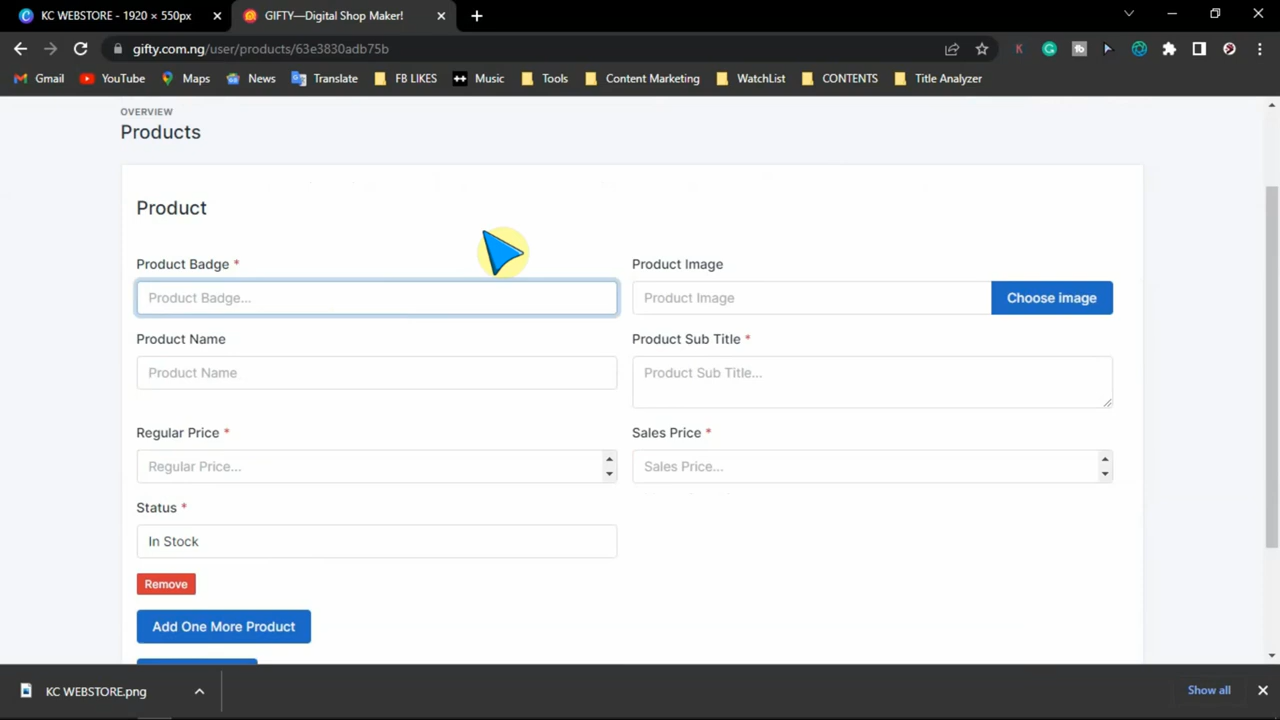 KC WEBSTORE - 1920 × 550px
GIFTY—Digital Shop Maker!
gifty.com.ng/user/products/63e3830adb75b
Gmail YouTube Maps News Translate FB LIKES Music Tools Content Marketing WatchList CONTENTS Title Analyzer
OVERVIEW
Products
Product
Product Badge * Product Image
Product Badge... Product Image Choose image
Product Name Product Sub Title *
Product Name Product Sub Title...
Regular Price * Sales Price *
Regular Price... Sales Price...
Status *
In Stock
Remove
Add One More Product
KC WEBSTORE.png Show all